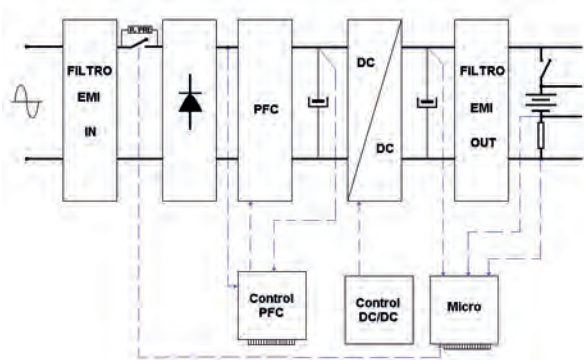 FILTRO
EMI
IN
PFC
DC
DC
FILTRO
EMI
OUT
Control
PFC
Control
DC/DC
Micro